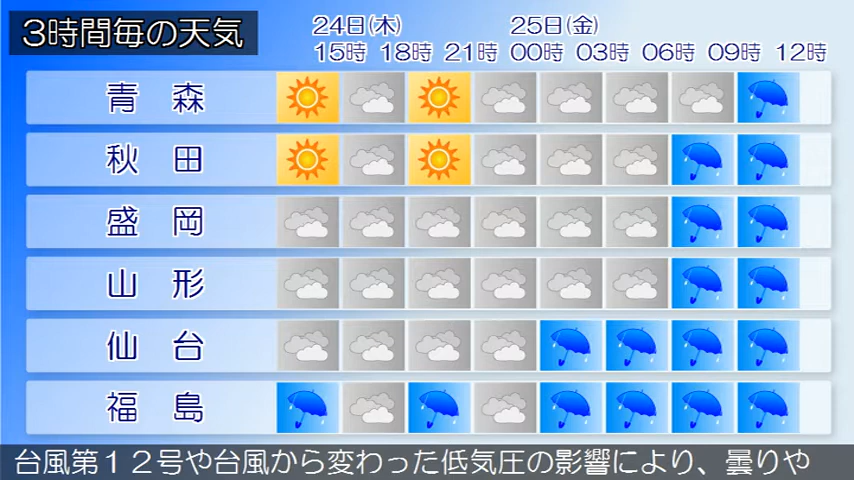 3時間毎の天気
24日(木) 25日(金)
15時 18時 21時 00時 03時 06時 09時 12時
青森
秋田
盛岡
山形
仙台
福島
台風第１２号や台風から変わった低気圧の影響により、曇りや